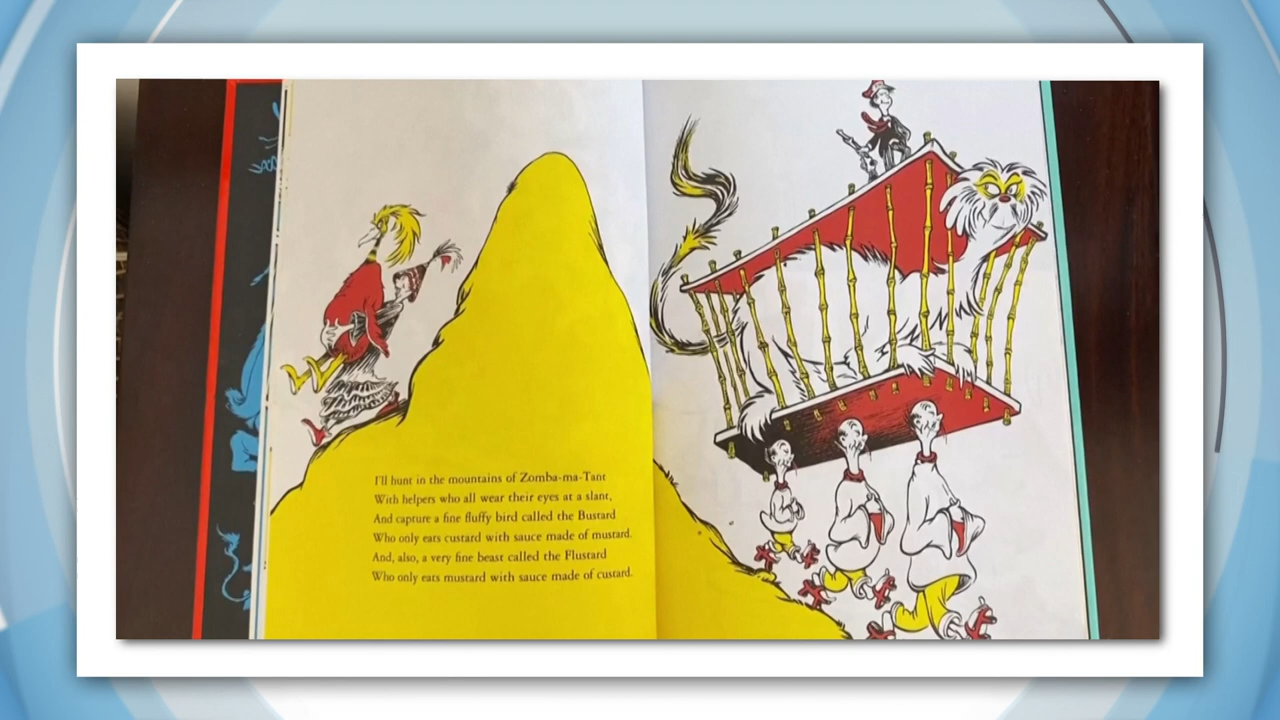 I'll hunt in the mountains of Zomba-ma-Tant
With helpers who all wear their eyes at a slant,
And capture a fine fluffy bird called the Bustard
Who only eats custard with sauce made of mustard.
And, also, a very fine beast called the Flustard
Who only eats mustard with sauce made of custard.